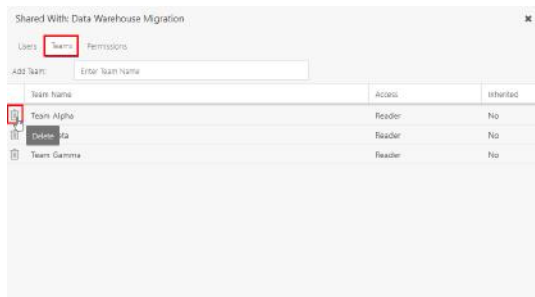 Shared With: Data Warehouse Migration
Users Teams Permissions
Add Team: Enter Team Name
Team Name Access Inherited
Team Alpha Reader No
Delete ta Reader No
Team Gamma Reader No